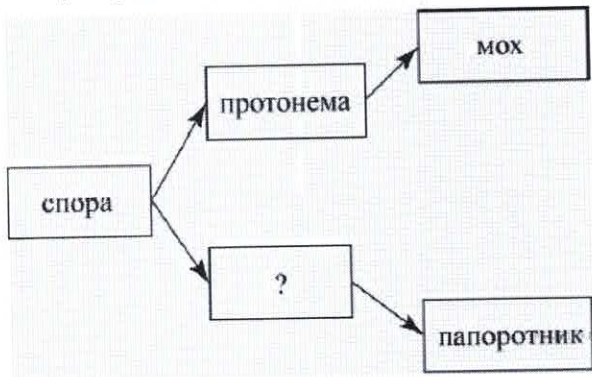 мох
протонема
спора
?
папоротник